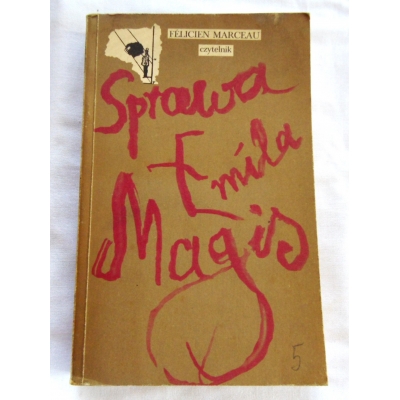 FÉLICIEN MARCEAU
czytelnik
Sprawa
Emila
Magis
5